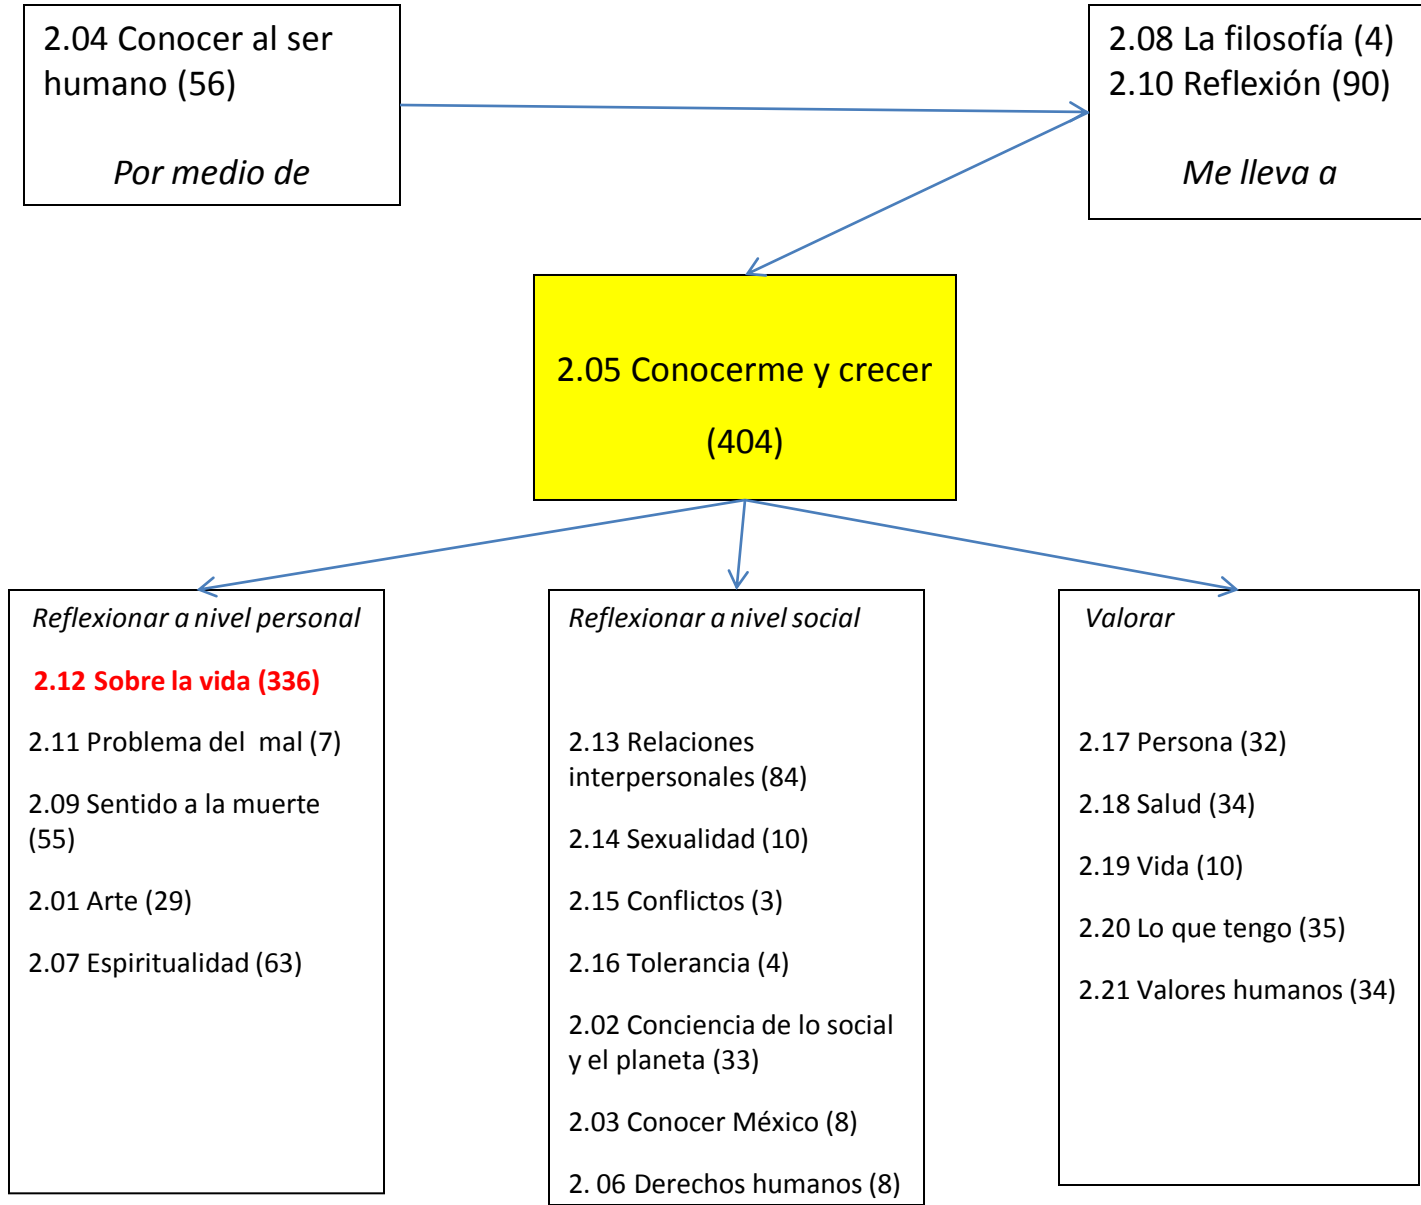 2.04 Conocer al ser
humano (56)
Por medio de
2.08 La filosofía (4)
2.10 Reflexión (90)
Me lleva a
2.05 Conocerme y crecer
(404)
Reflexionar a nivel personal
2.12 Sobre la vida (336)
2.11 Problema del  mal (7)
2.09 Sentido a la muerte
(55)
2.01 Arte (29)
2.07 Espiritualidad (63)
Reflexionar a nivel social
2.13 Relaciones
interpersonales (84)
2.14 Sexualidad (10)
2.15 Conflictos (3)
2.16 Tolerancia (4)
2.02 Conciencia de lo social
y el planeta (33)
2.03 Conocer México (8)
2. 06 Derechos humanos (8)
Valorar
2.17 Persona (32)
2.18 Salud (34)
2.19 Vida (10)
2.20 Lo que tengo (35)
2.21 Valores humanos (34)